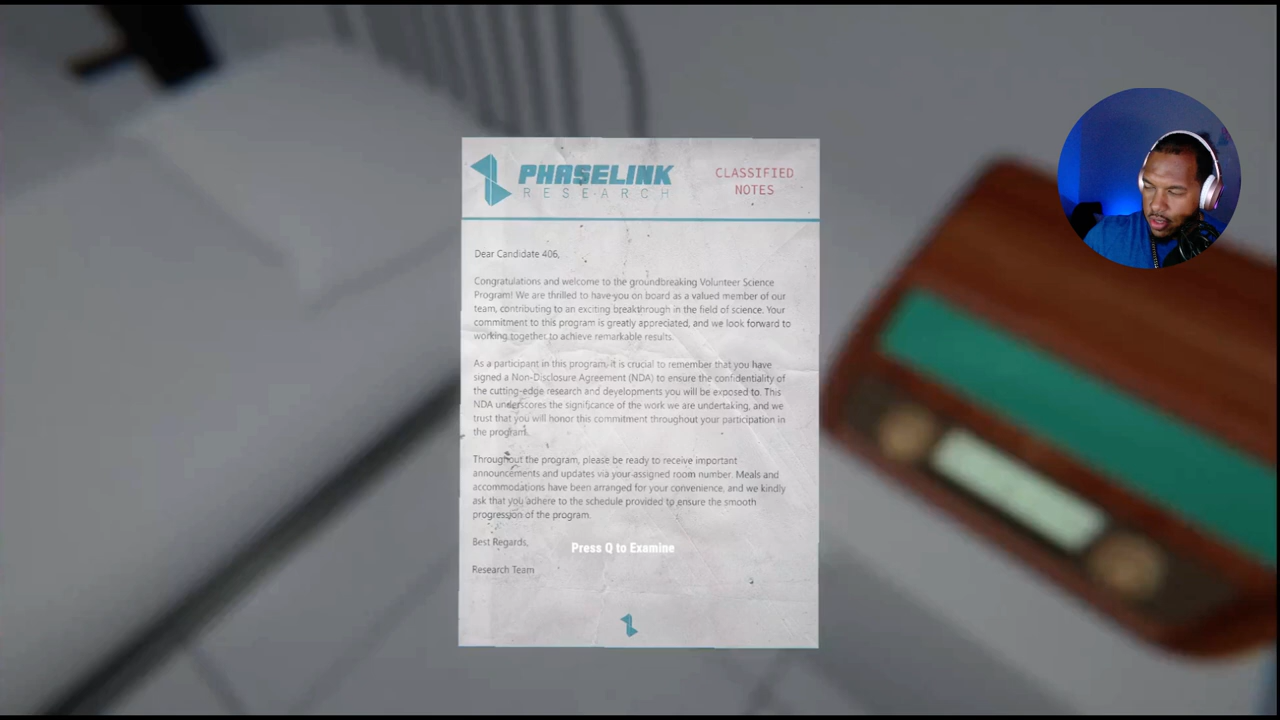 PHASELINK
RESEARCH
CLASSIFIED
NOTES
Dear Candidate 406,
Congratulations and welcome to the groundbreaking Volunteer Science
Program! We are thrilled to have you on board as a valued member of our
team, contributing to an exciting breakthrough in the field of science. Your
commitment to this program is greatly appreciated, and we look forward to
working together to achieve remarkable results.
As a participant in this program, it is crucial to remember that you have
signed a Non-Disclosure Agreement (NDA) to ensure the confidentiality of
the cutting-edge research and developments you will be exposed to. This
NDA underscores the significance of the work we are undertaking, and we
trust that you will honor this commitment throughout your participation in
the program.
Throughout the program, please be ready to receive important
announcements and updates via your assigned room number. Meals and
accommodations have been arranged for your convenience, and we kindly
ask that you adhere to the schedule provided to ensure the smooth
progression of the program.
Best Regards,
Press Q to Examine
Research Team